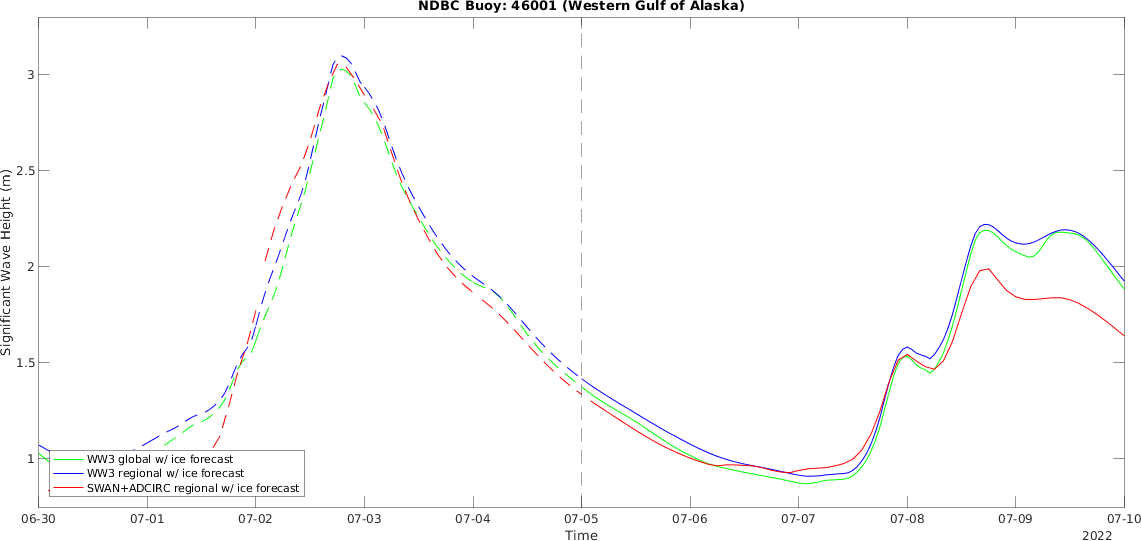 NDBC Buoy: 46001 (Western Gulf of Alaska)
Significant Wave Height (m)
3
2.5
2
1.5
1
WW3 global w/ ice forecast
WW3 regional w/ ice forecast
SWAN+ADCIRC regional w/ ice forecast
06-30 07-01 07-02 07-03 07-04 07-05 07-06 07-07 07-08 07-09 07-10
Time
2022